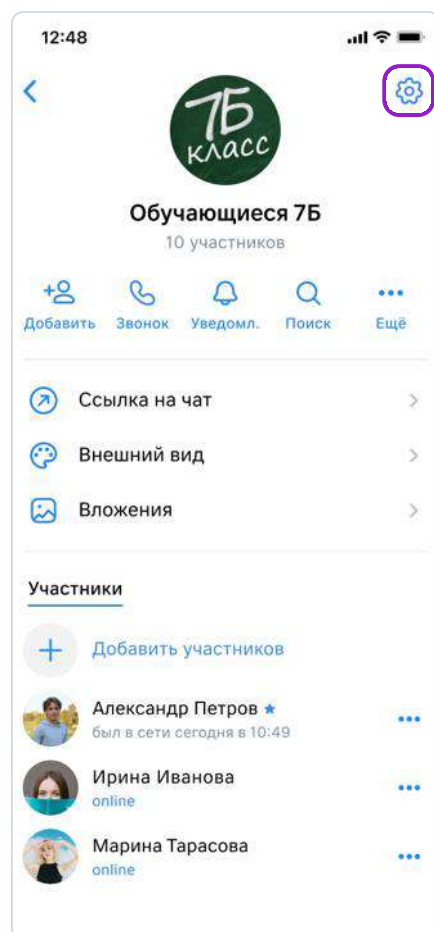 12:48
7Б
класс
Обучающиеся 7Б
10 участников
Добавить Звонок Уведомл. Поиск Ещё
Ссылка на чат
Внешний вид
Вложения
Участники
Добавить участников
Александр Петров
был в сети сегодня в 10:49
Ирина Иванова
online
Марина Тарасова
online